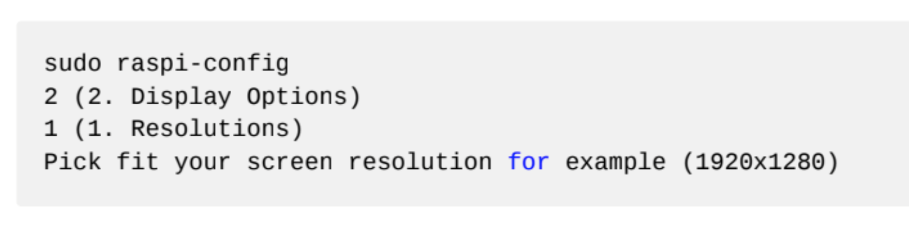 sudo raspi-config
2 (2. Display Options)
1 (1. Resolutions)
Pick fit your screen resolution for example (1920x1280)